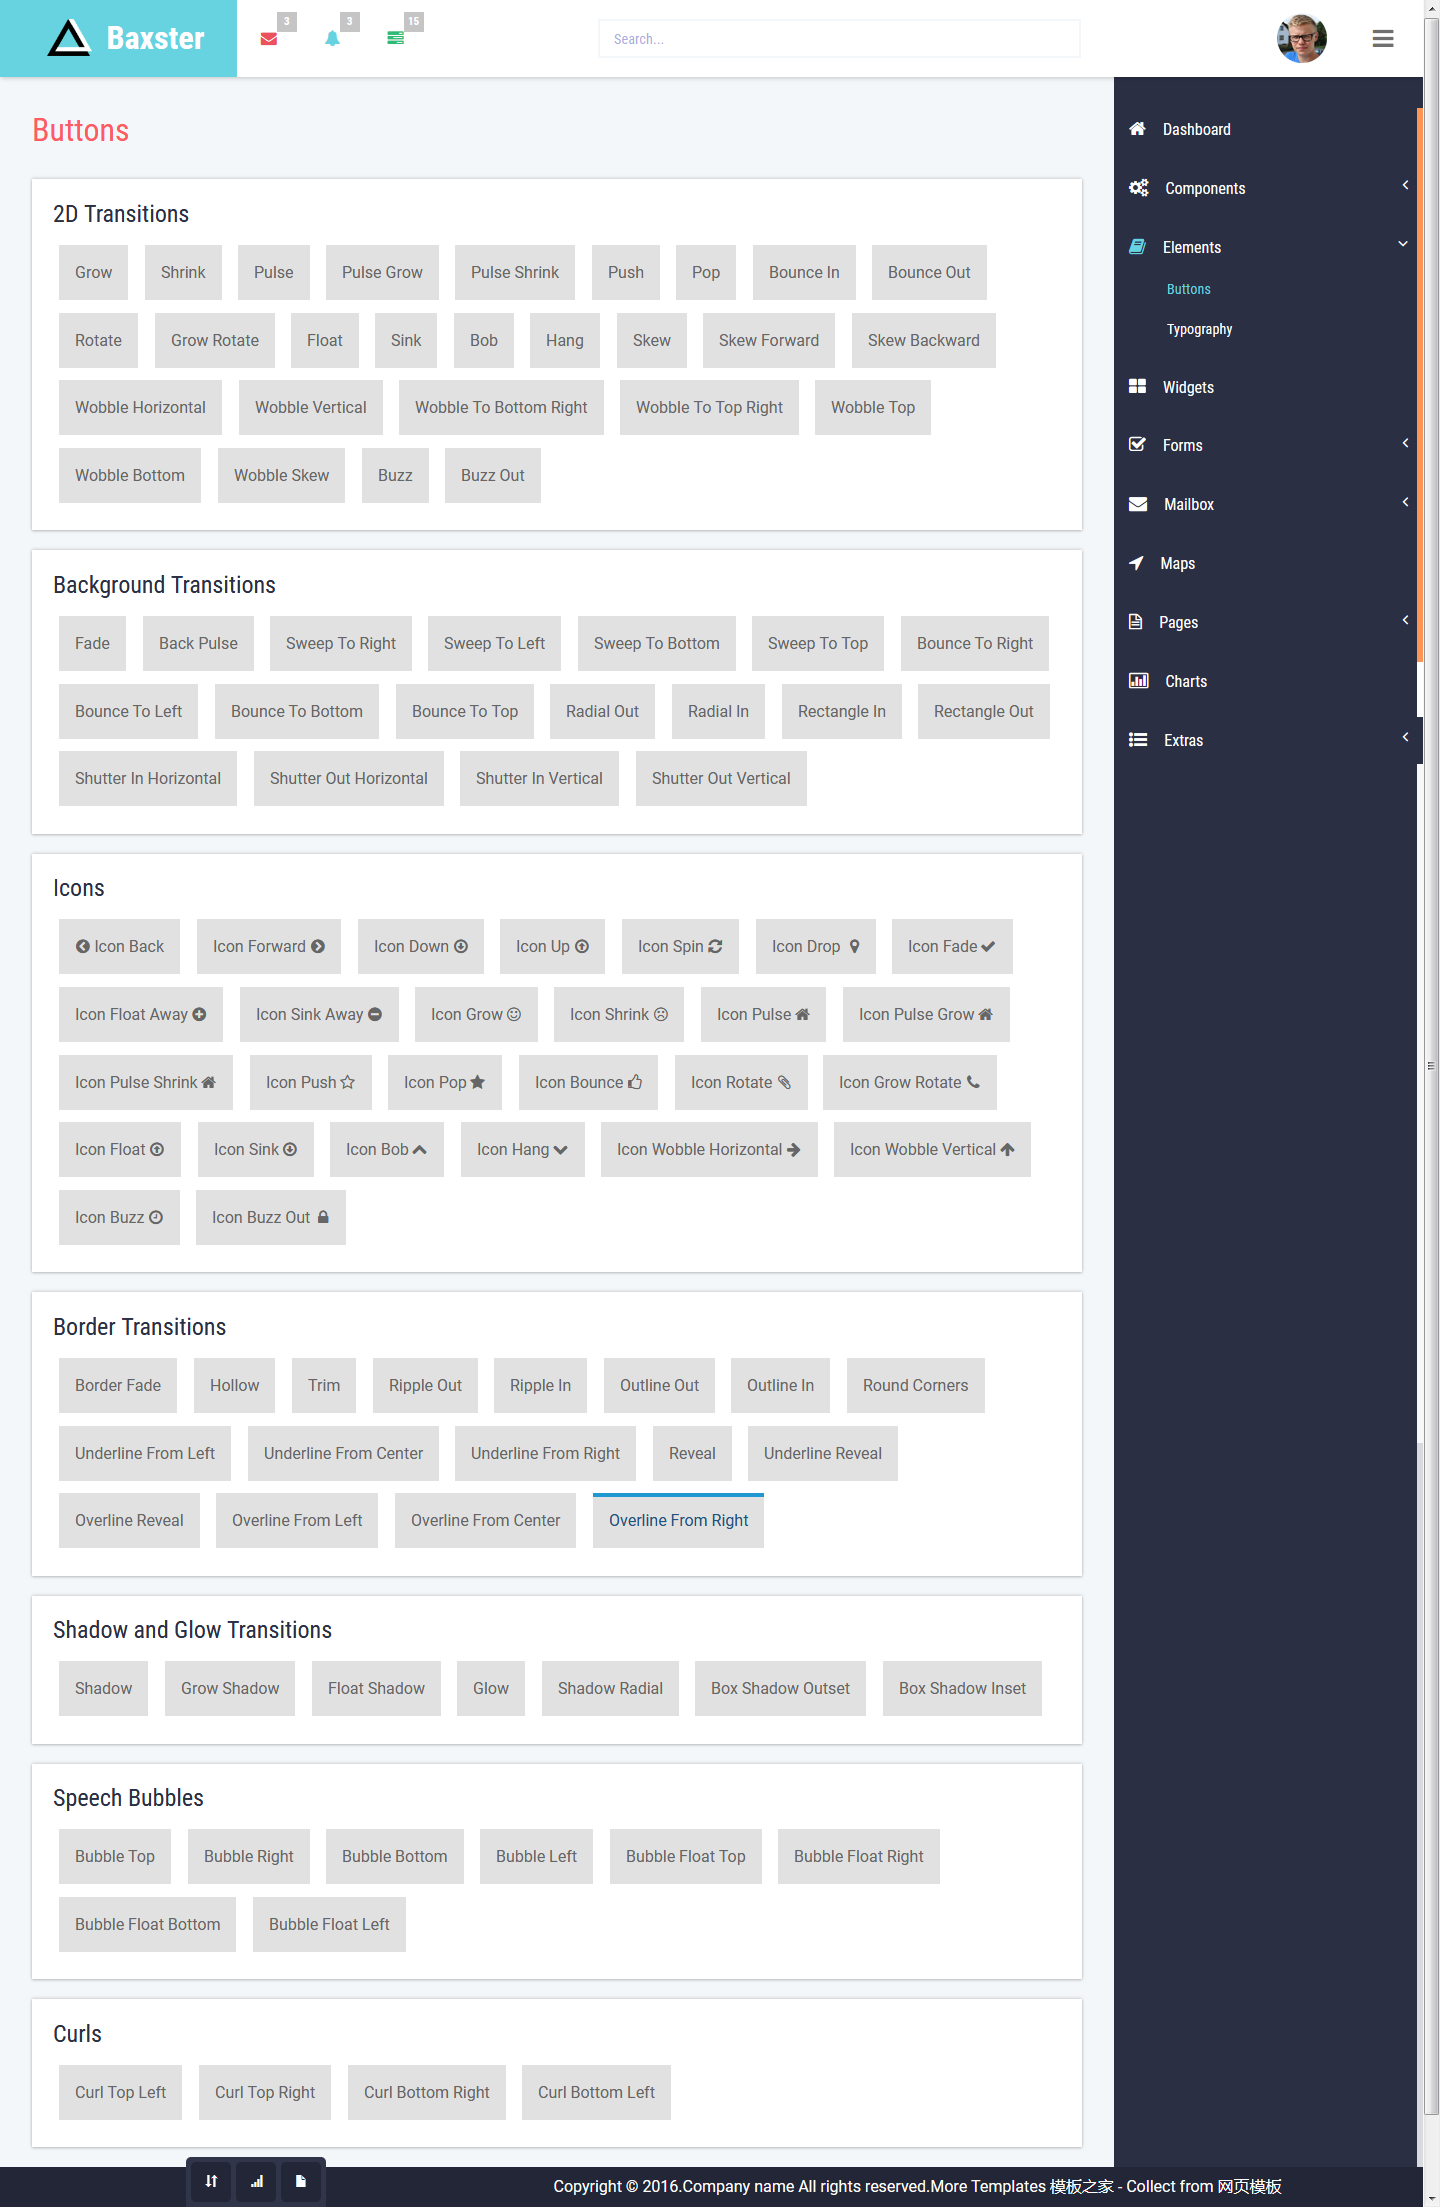 Baxster 3 3 15 Search...
Buttons
2D Transitions
Grow Shrink Pulse Pulse Grow Pulse Shrink Push Pop Bounce In Bounce Out
Rotate Grow Rotate Float Sink Bob Hang Skew Skew Forward Skew Backward
Wobble Horizontal Wobble Vertical Wobble To Bottom Right Wobble To Top Right Wobble Top
Wobble Bottom Wobble Skew Buzz Buzz Out
Background Transitions
Fade Back Pulse Sweep To Right Sweep To Left Sweep To Bottom Sweep To Top Bounce To Right
Bounce To Left Bounce To Bottom Bounce To Top Radial Out Radial In Rectangle In Rectangle Out
Shutter In Horizontal Shutter Out Horizontal Shutter In Vertical Shutter Out Vertical
Icons
Icon Back Icon Forward Icon Down Icon Up Icon Spin Icon Drop Icon Fade
Icon Float Away Icon Sink Away Icon Grow Icon Shrink Icon Pulse Icon Pulse Grow
Icon Pulse Shrink Icon Push Icon Pop Icon Bounce Icon Rotate Icon Grow Rotate
Icon Float Icon Sink Icon Bob Icon Hang Icon Wobble Horizontal Icon Wobble Vertical
Icon Buzz Icon Buzz Out
Border Transitions
Border Fade Hollow Trim Ripple Out Ripple In Outline Out Outline In Round Corners
Underline From Left Underline From Center Underline From Right Reveal Underline Reveal
Overline Reveal Overline From Left Overline From Center Overline From Right
Shadow and Glow Transitions
Shadow Grow Shadow Float Shadow Glow Shadow Radial Box Shadow Outset Box Shadow Inset
Speech Bubbles
Bubble Top Bubble Right Bubble Bottom Bubble Left Bubble Float Top Bubble Float Right
Bubble Float Bottom Bubble Float Left
Curls
Curl Top Left Curl Top Right Curl Bottom Right Curl Bottom Left
Dashboard
Components
Elements
Buttons
Typography
Widgets
Forms
Mailbox
Maps
Pages
Charts
Extras
Copyright © 2016.Company name All rights reserved.More Templates 模板之家 - Collect from 网页模板